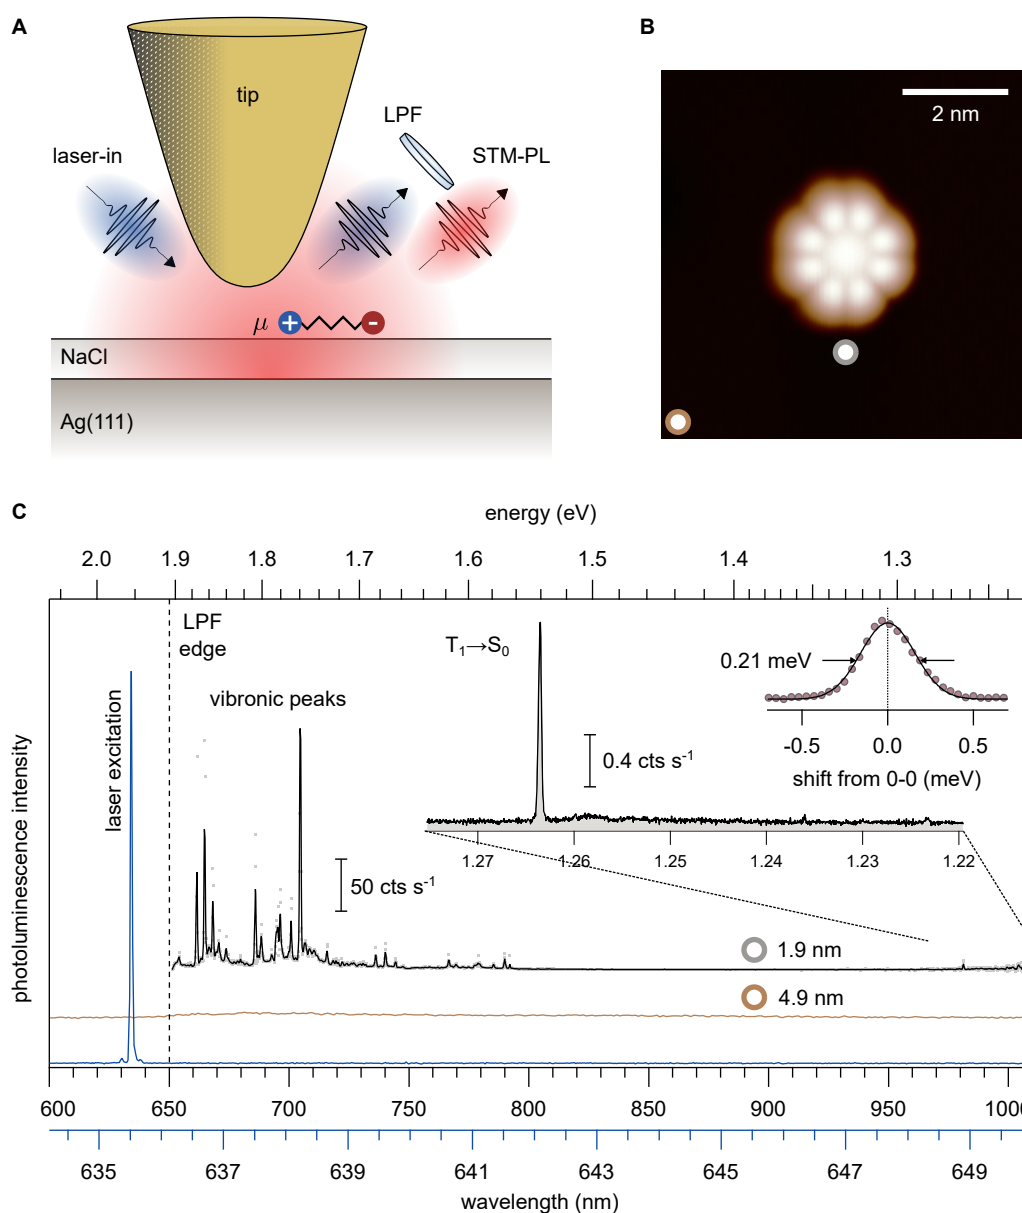 A
tip
LPF
laser-in
STM-PL
μ
+
-
NaCl
Ag(111)
B
2 nm
C
energy (eV)
2.0 1.9 1.8 1.7 1.6 1.5 1.4 1.3
LPF
edge
T₁→S₀
0.21 meV
vibronic peaks
-0.5 0.0 0.5
shift from 0-0 (meV)
0.4 cts s⁻¹
laser excitation
photoluminescence intensity
1.27 1.26 1.25 1.24 1.23 1.22
50 cts s⁻¹
1.9 nm
4.9 nm
600 650 700 750 800 850 900 950
635 637 639 641 643 645 647 649
wavelength (nm)